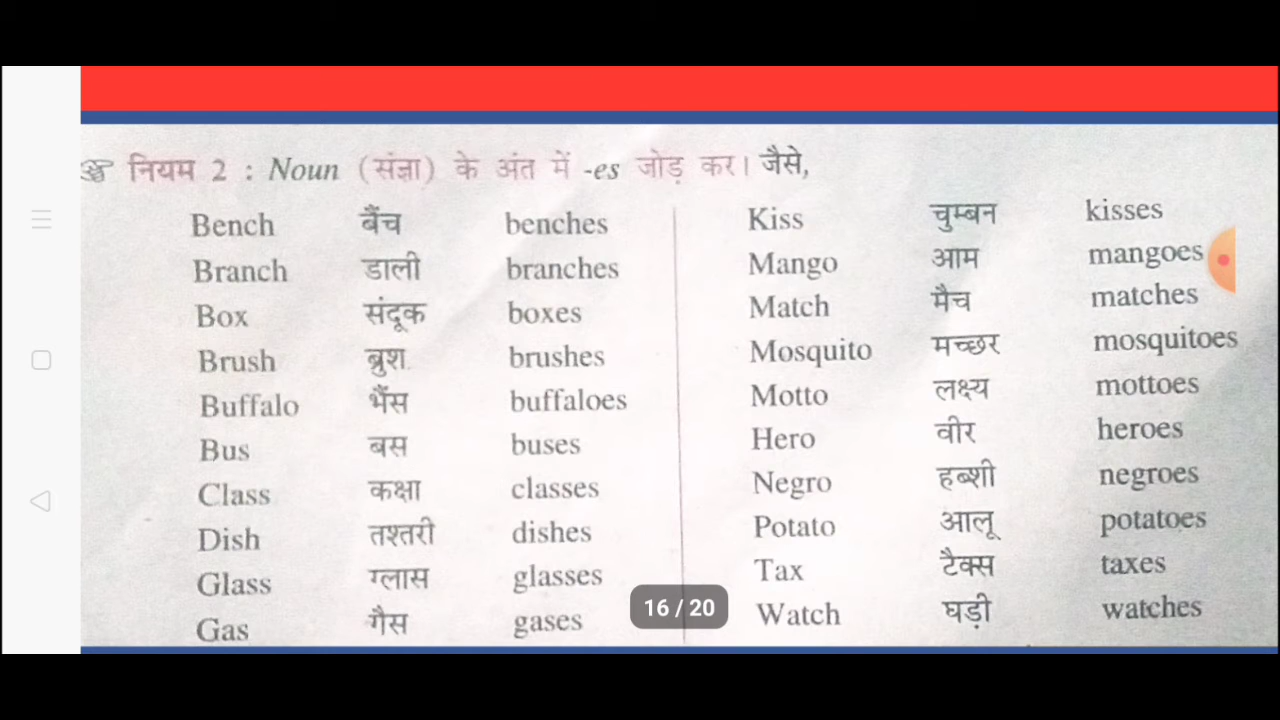 ☞ नियम 2 : Noun (संज्ञा) के अंत में -es जोड़ कर। जैसे,
Bench बैंच benches
Branch डाली branches
Box संदूक boxes
Brush ब्रुश brushes
Buffalo भैंस buffaloes
Bus बस buses
Class कक्षा classes
Dish तश्तरी dishes
Glass ग्लास glasses
Gas गैस gases
Kiss चुम्बन kisses
Mango आम mangoes
Match मैच matches
Mosquito मच्छर mosquitoes
Motto लक्ष्य mottoes
Hero वीर heroes
Negro हब्शी negroes
Potato आलू potatoes
Tax टैक्स taxes
Watch घड़ी watches
16 / 20